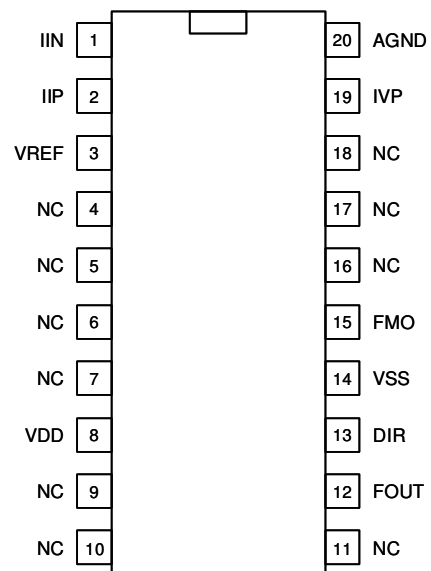 IIN 1 20 AGND
IIP 2 19 IVP
VREF 3 18 NC
NC 4 17 NC
NC 5 16 NC
NC 6 15 FMO
NC 7 14 VSS
VDD 8 13 DIR
NC 9 12 FOUT
NC 10 11 NC